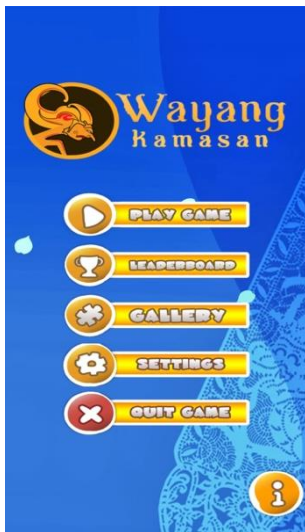 Wayang
Kamasan
PLAY GAME
LEADERBOARD
GALLERY
SETTINGS
QUIT GAME
i